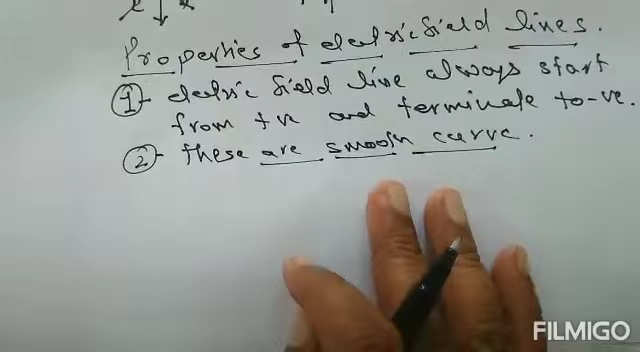 Properties of electric field lines.
① electric field line always start
from +ve and terminate to -ve.
② - these are smooth curve.
FILMIGO